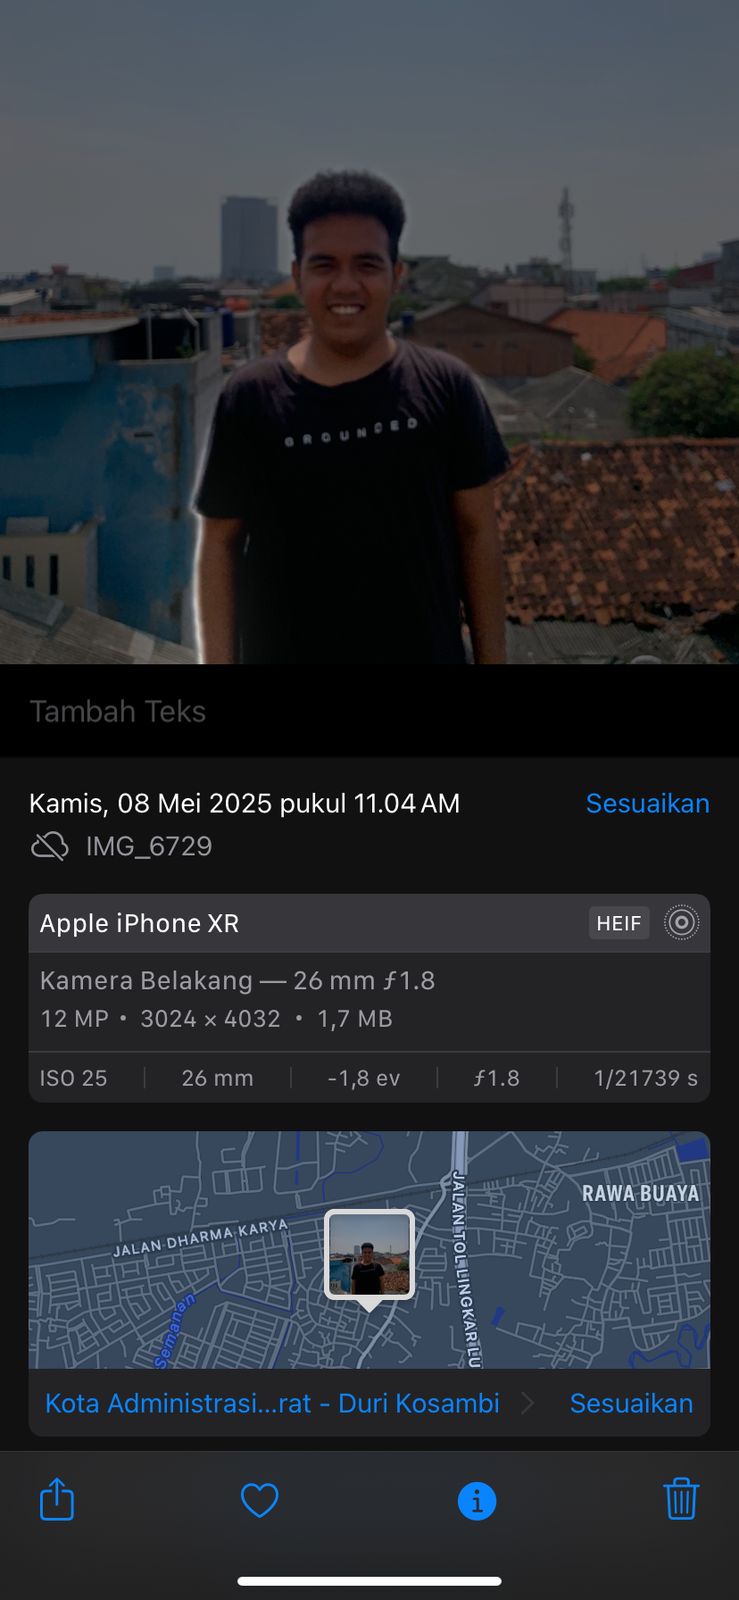 GROUNDED
Tambah Teks
Kamis, 08 Mei 2025 pukul 11.04 AM
Sesuaikan
IMG_6729
Apple iPhone XR
HEIF
Kamera Belakang — 26 mm ƒ1.8
12 MP • 3024 × 4032 • 1,7 MB
ISO 25
26 mm
-1,8 ev
ƒ1.8
1/21739 s
RAWA BUAYA
JALAN DHARMA KARYA
JALAN TOL LINGKAR LU
Semanan
Kota Administrasi...rat - Duri Kosambi
Sesuaikan